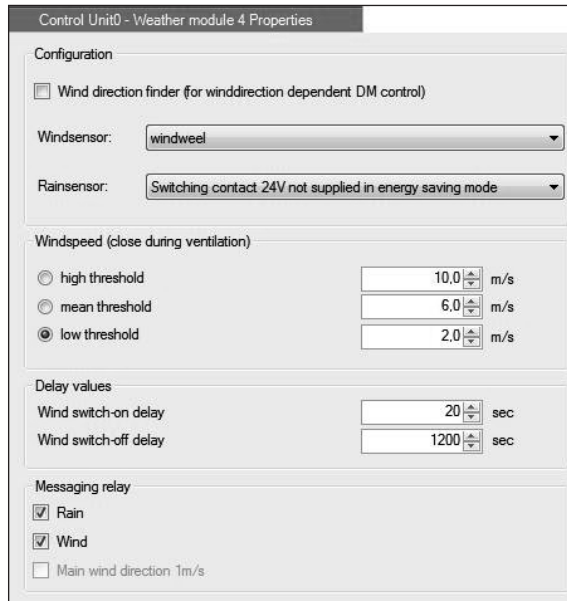 Control Unit0 - Weather module 4 Properties
Configuration
Wind direction finder (for winddirection dependent DM control)
Windsensor: windweel
Rainsensor: Switching contact 24V not supplied in energy saving mode
Windspeed (close during ventilation)
high threshold 10,0 m/s
mean threshold 6,0 m/s
low threshold 2,0 m/s
Delay values
Wind switch-on delay 20 sec
Wind switch-off delay 1200 sec
Messaging relay
Rain
Wind
Main wind direction 1m/s